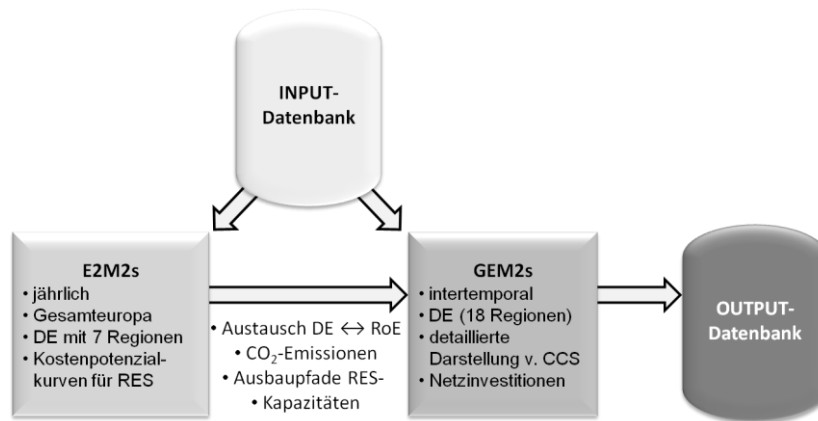 INPUT-
Datenbank
E2M2s
• jährlich
• Gesamteuropa
• DE mit 7 Regionen
• Kostenpotenzial-
kurven für RES
• Austausch DE ↔ RoE
• CO₂-Emissionen
• Ausbaupfade RES-
• Kapazitäten
GEM2s
• intertemporal
• DE (18 Regionen)
• detaillierte
Darstellung v. CCS
• Netzinvestitionen
OUTPUT-
Datenbank